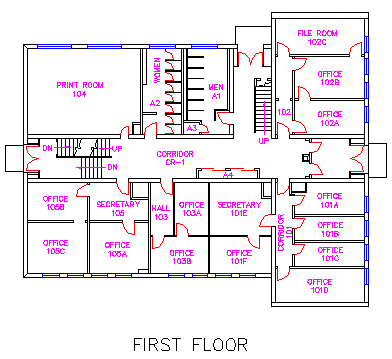 FILE ROOM
102C
WOMEN
PRINT ROOM
104
OFFICE
102B
MEN
A1
A2
1D2
OFFICE
102A
A3
DN
UP
UP
CORRIDOR
CR-1
DN
A4
OFFICE
105B
SECRETARY
105
HALL
103
OFFICE
103A
SECRETARY
101E
OFFICE
101A
CORRIDOR
1D1
OFFICE
101B
OFFICE
105C
OFFICE
105A
OFFICE
103B
OFFICE
101F
OFFICE
101C
OFFICE
101D
FIRST FLOOR